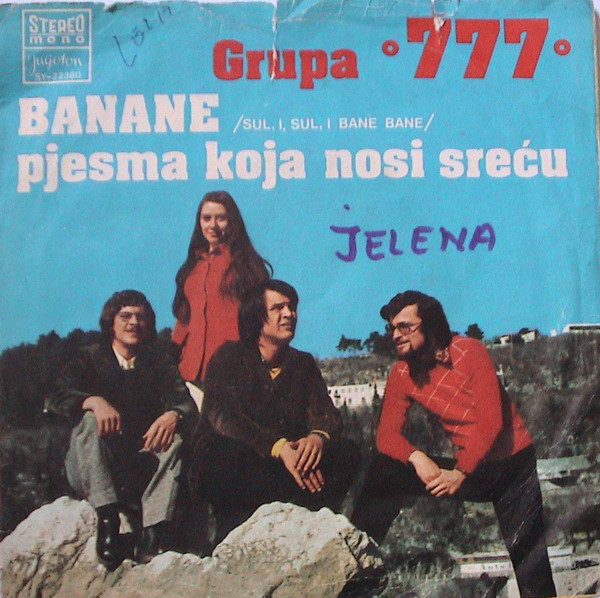 STEREO
mono
Jugoton
SY-22380
Grupa °777°
BANANE /SUL, I, SUL, I BANE BANE/
pjesma koja nosi sreću
JELENA